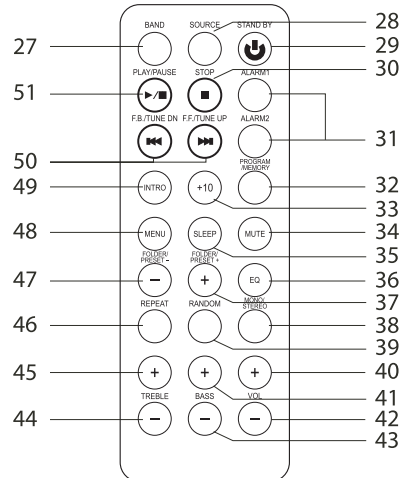 BAND SOURCE STAND BY 28
27 29
PLAY/PAUSE STOP ALARM1 30
51
F.B./TUNE DN F.F./TUNE UP ALARM2 31
50
PROGRAM
/MEMORY
49 INTRO +10 32
33
48 MENU SLEEP MUTE 34
35
FOLDER/
PRESET – FOLDER/
PRESET +
47 – + EQ 36
37
REPEAT RANDOM MONO/
STEREO
46 38
39
45 + + + 40
41
TREBLE BASS VOL
44 – – – 42
43